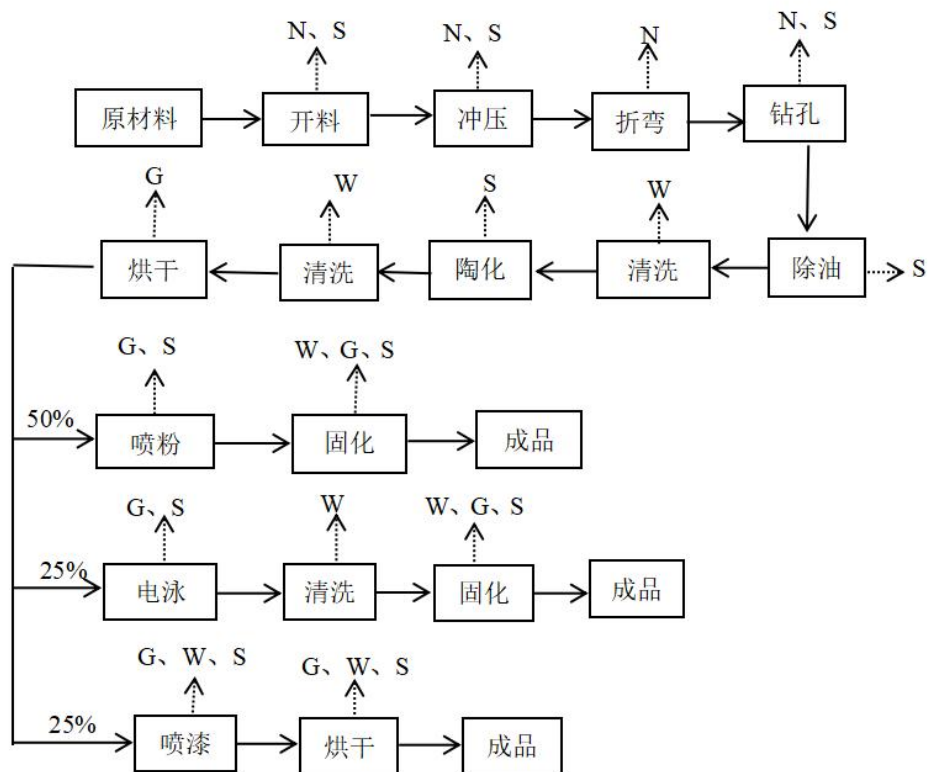 N、S N、S N N、S
原材料 开料 冲压 折弯 钻孔
G W S W
烘干 清洗 陶化 清洗 除油 S
G、S W、G、S
50% 喷粉 固化 成品
G、S W W、G、S
25% 电泳 清洗 固化 成品
G、W、S G、W、S
25% 喷漆 烘干 成品